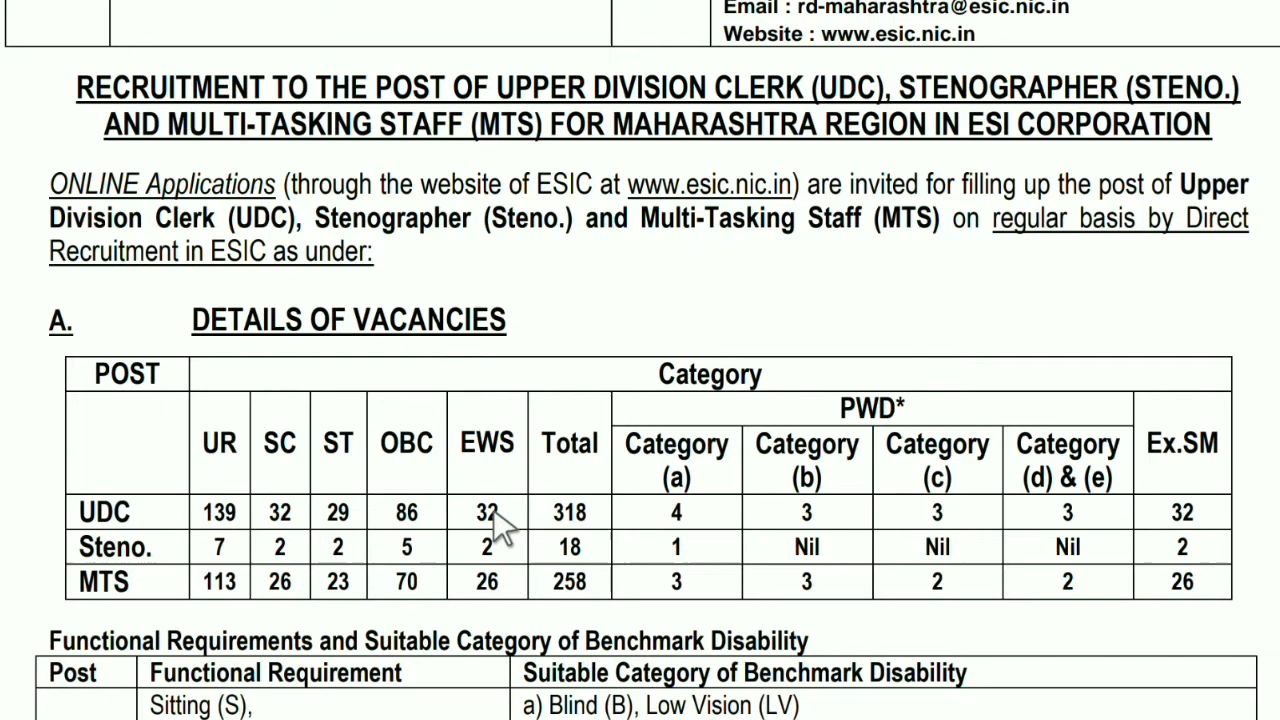 Email : rd-maharashtra@esic.nic.in
Website : www.esic.nic.in
RECRUITMENT TO THE POST OF UPPER DIVISION CLERK (UDC), STENOGRAPHER (STENO.)
AND MULTI-TASKING STAFF (MTS) FOR MAHARASHTRA REGION IN ESI CORPORATION
ONLINE Applications (through the website of ESIC at www.esic.nic.in) are invited for filling up the post of Upper
Division Clerk (UDC), Stenographer (Steno.) and Multi-Tasking Staff (MTS) on regular basis by Direct
Recruitment in ESIC as under:
A. DETAILS OF VACANCIES
POST Category
PWD*
UR SC ST OBC EWS Total Category (a) Category (b) Category (c) Category (d) & (e) Ex.SM
UDC 139 32 29 86 32 318 4 3 3 3 32
Steno. 7 2 2 5 2 18 1 Nil Nil Nil 2
MTS 113 26 23 70 26 258 3 3 2 2 26
Functional Requirements and Suitable Category of Benchmark Disability
Post Functional Requirement Suitable Category of Benchmark Disability
Sitting (S), a) Blind (B), Low Vision (LV)